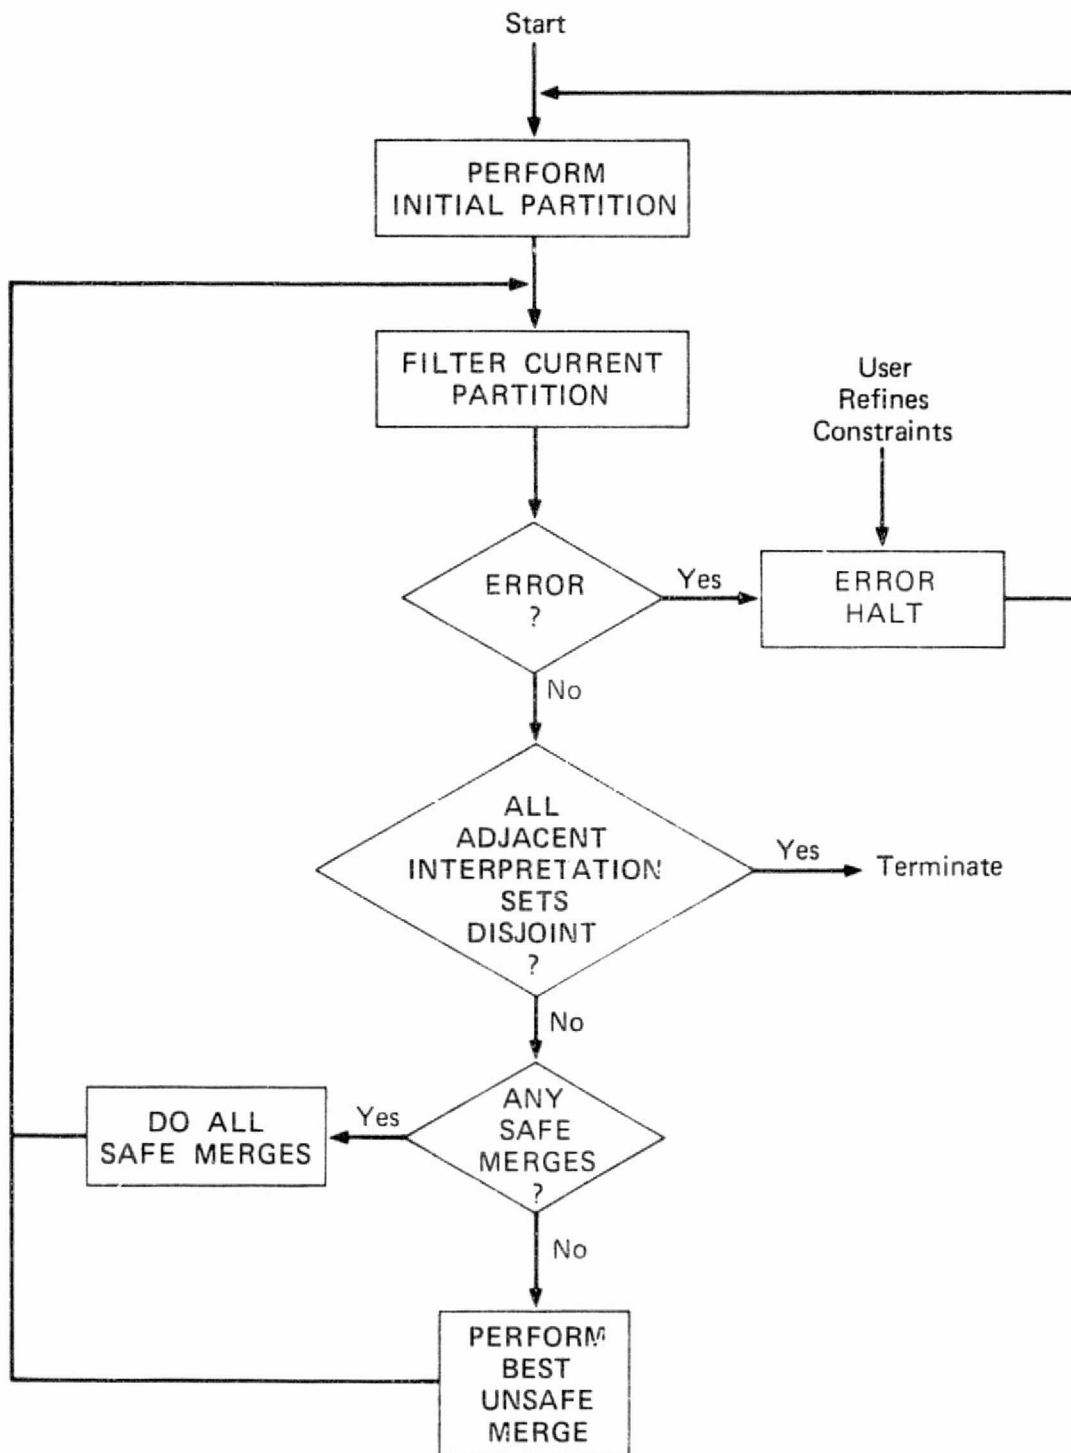 Start
PERFORM
INITIAL PARTITION
FILTER CURRENT
PARTITION
User
Refines
Constraints
ERROR
?
Yes
ERROR
HALT
No
ALL
ADJACENT
INTERPRETATION
SETS
DISJOINT
?
Yes
Terminate
No
DO ALL
SAFE MERGES
Yes
ANY
SAFE
MERGES
?
No
PERFORM
BEST
UNSAFE
MERGE